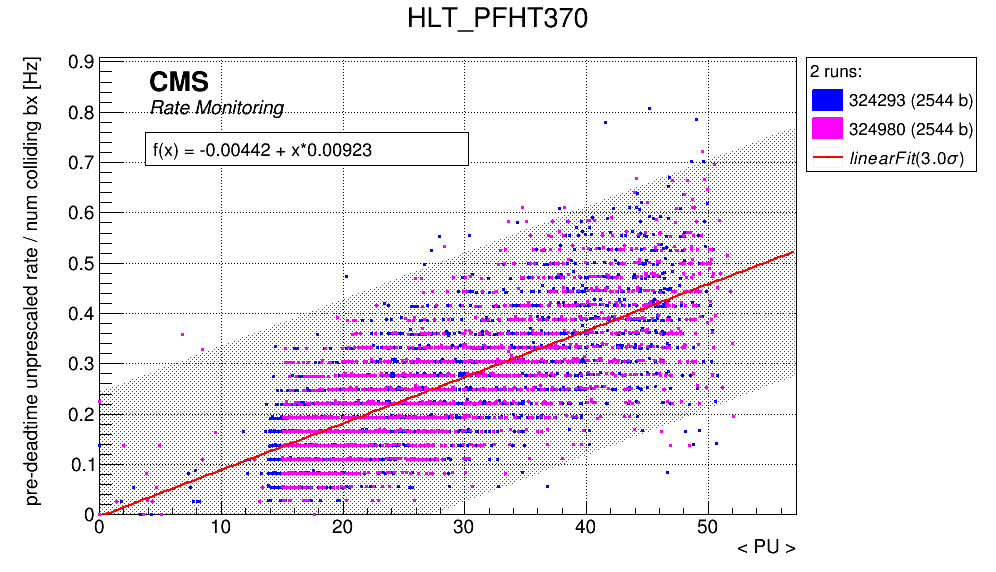 HLT_PFHT370
pre-deadtime unprescaled rate / num colliding bx [Hz]
0.9
0.8
0.7
0.6
0.5
0.4
0.3
0.2
0.1
0
CMS
Rate Monitoring
f(x) = -0.00442 + x*0.00923
0 10 20 30 40 50
< PU >
2 runs:
324293 (2544 b)
324980 (2544 b)
linearFit(3.0σ)